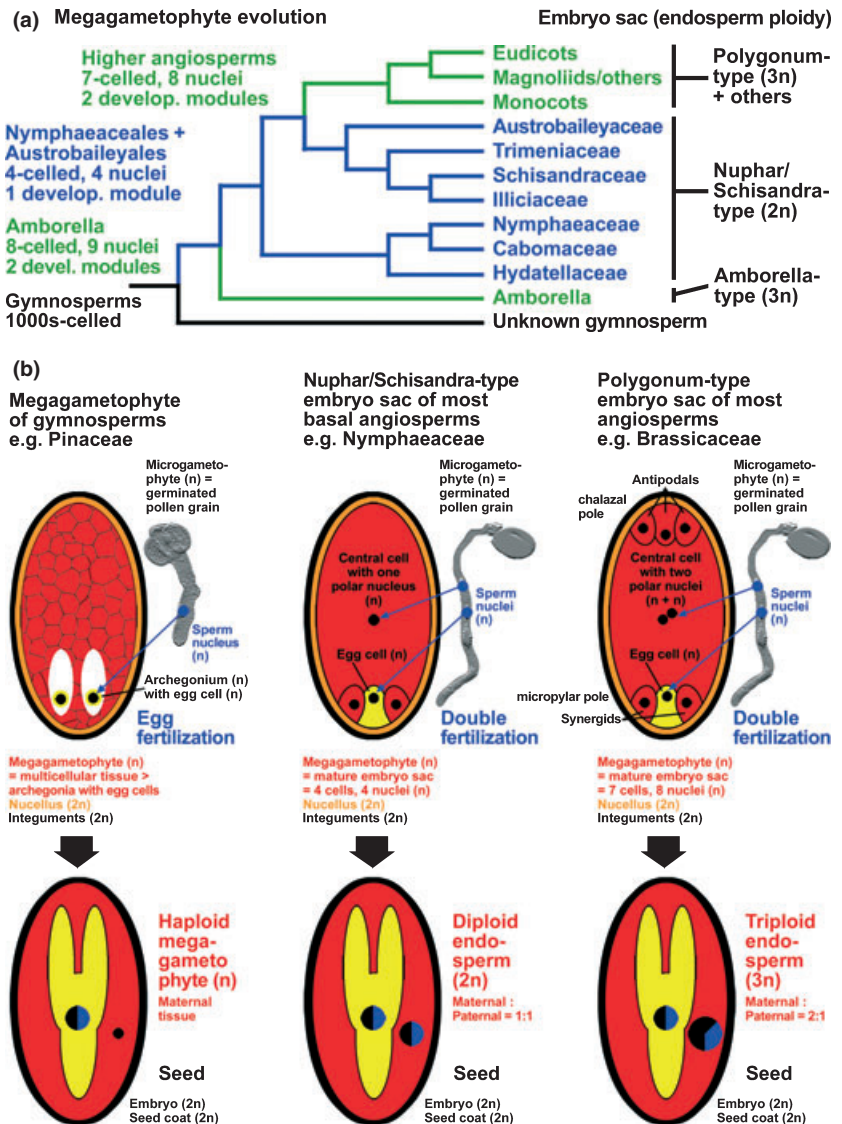 (a)
Megagametophyte evolution
Embryo sac (endosperm ploidy)
Higher angiosperms
7-celled, 8 nuclei
2 develop. modules
Nymphaeaceales +
Austrobaileyales
4-celled, 4 nuclei
1 develop. module
Amborella
8-celled, 9 nuclei
2 devel. modules
Gymnosperms
1000s-celled
Eudicots
Magnoliids/others
Monocots
Austrobaileyaceae
Trimeniaceae
Schisandraceae
Illiciaceae
Nymphaeaceae
Cabomaceae
Hydatellaceae
Amborella
Unknown gymnosperm
Polygonum-
type (3n)
+ others
Nuphar/
Schisandra-
type (2n)
Amborella-
type (3n)
(b)
Megagametophyte
of gymnosperms
e.g. Pinaceae
Microgameto-
phyte (n) =
germinated
pollen grain
Sperm
nucleus
(n)
Archegonium (n)
with egg cell (n)
Egg
fertilization
Megagametophyte (n)
= multicellular tissue >
archegonia with egg cells
Nucellus (2n)
Integuments (2n)
Haploid
mega-
gameto
phyte (n)
Maternal
tissue
Seed
Embryo (2n)
Seed coat (2n)
Nuphar/Schisandra-type
embryo sac of most
basal angiosperms
e.g. Nymphaeaceae
Microgameto-
phyte (n) =
germinated
pollen grain
Central cell
with one
polar nucleus
(n)
Sperm
nuclei
(n)
Egg cell (n)
Double
fertilization
Megagametophyte (n)
= mature embryo sac
= 4 cells, 4 nuclei (n)
Nucellus (2n)
Integuments (2n)
Diploid
endo-
sperm
(2n)
Maternal :
Paternal = 1:1
Seed
Embryo (2n)
Seed coat (2n)
Polygonum-type
embryo sac of most
angiosperms
e.g. Brassicaceae
Antipodals
chalazal
pole
Microgameto-
phyte (n) =
germinated
pollen grain
Central cell
with two
polar nuclei
(n + n)
Sperm
nuclei
(n)
Egg cell (n)
micropylar pole
Synergids
Double
fertilization
Megagametophyte (n)
= mature embryo sac
= 7 cells, 8 nuclei (n)
Nucellus (2n)
Integuments (2n)
Triploid
endo-
sperm
(3n)
Maternal :
Paternal = 2:1
Seed
Embryo (2n)
Seed coat (2n)